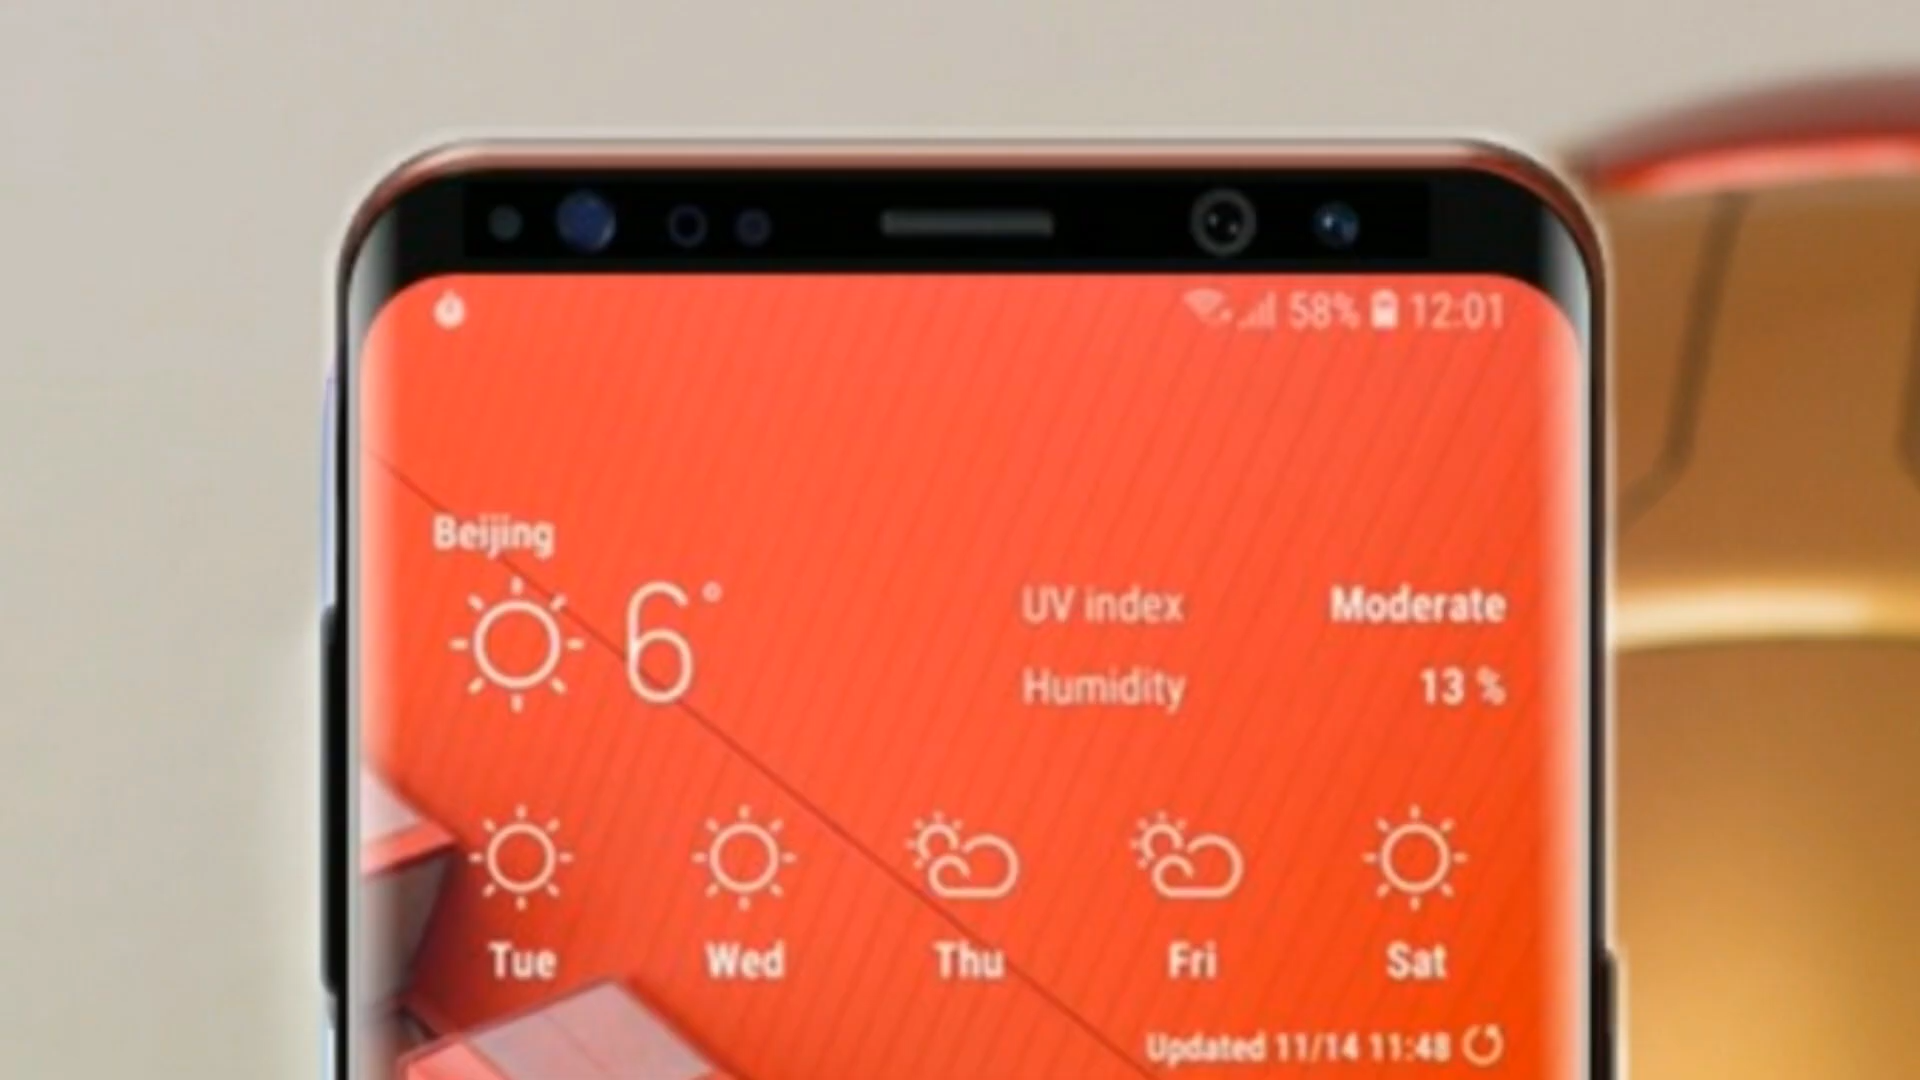 58% 12:01
Beijing
6°
UV index Moderate
Humidity 13 %
Tue Wed Thu Fri Sat
Updated 11/14 11:48